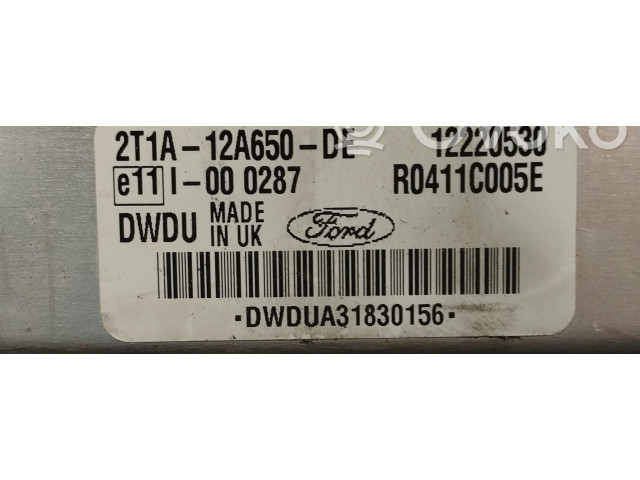 2T1A-12A650-DE 12220530
e11 I-00 0287 R0411C005E
DWDU MADE IN UK Ford
·DWDUA31830156·